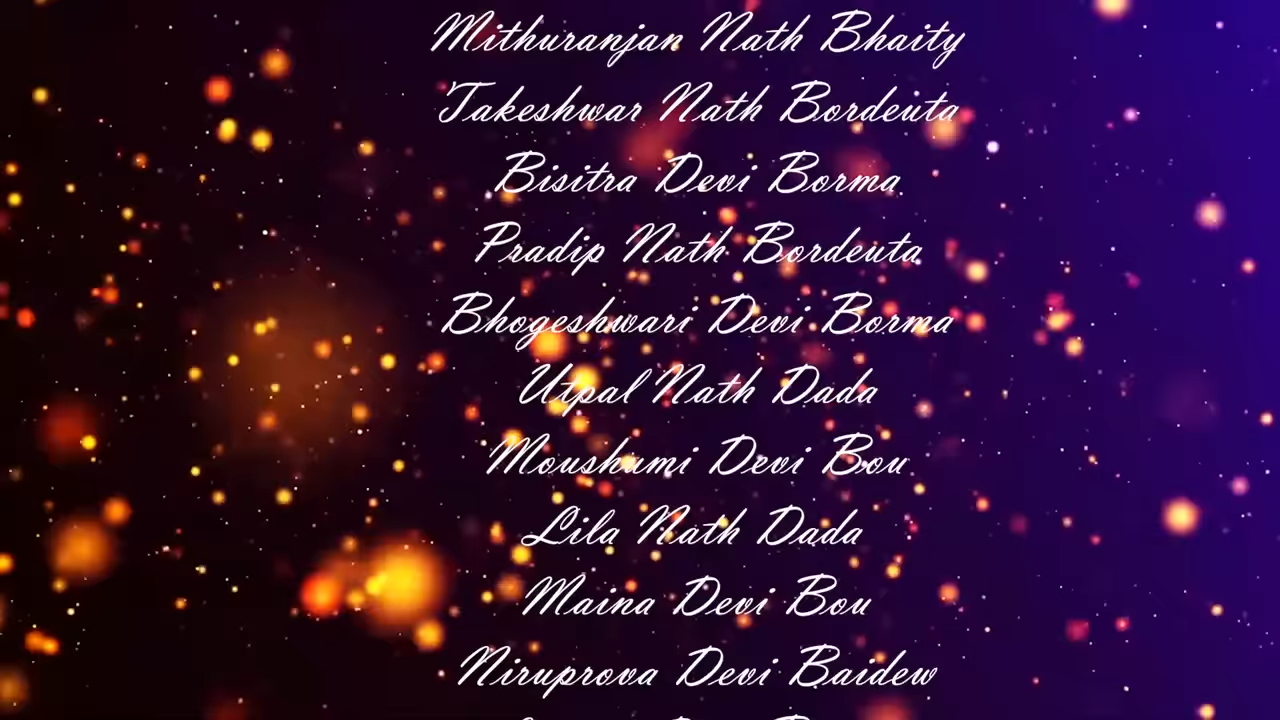 Mithuranjan Nath Bhaity
Takeshwar Nath Bordeuta
Bisitra Devi Borma
Pradip Nath Bordeuta
Bhogeshwari Devi Borma
Utpal Nath Dada
Moushumi Devi Bou
Lila Nath Dada
Maina Devi Bou
Niruprova Devi Baidew